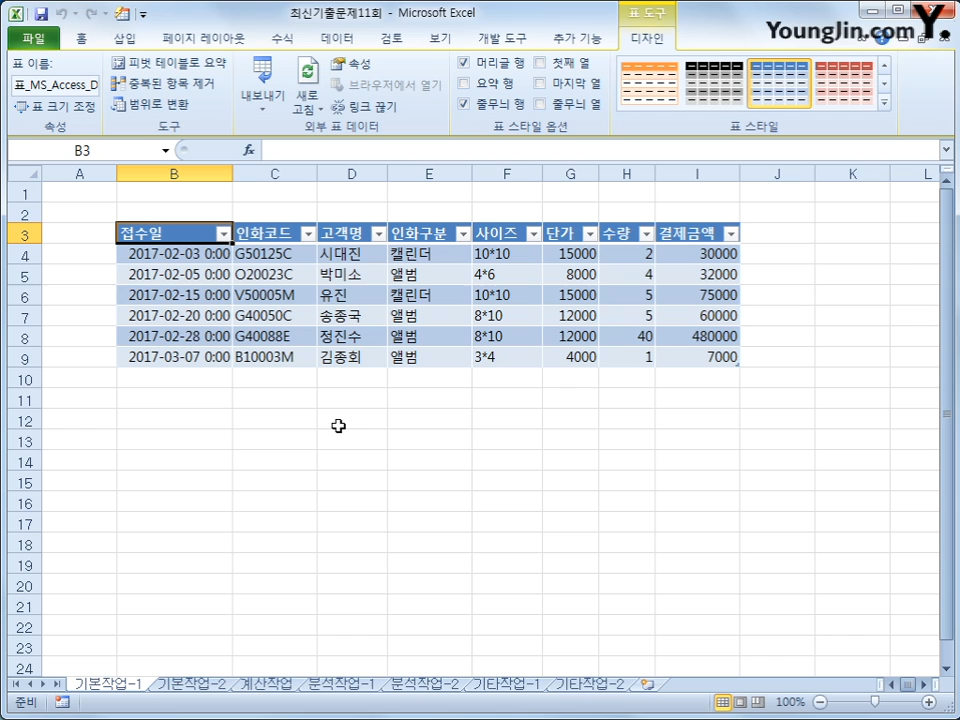 최신기출문제11회 - Microsoft Excel
표 도구
YoungJin.com Y.
파일 홈 삽입 페이지 레이아웃 수식 데이터 검토 보기 개발 도구 추가 기능 디자인
표 이름:
표_MS_Access_D
표 크기 조정
속성
피벗 테이블로 요약
중복된 항목 제거
범위로 변환
도구
내보내기
새로 고침
속성
브라우저에서 열기
링크 끊기
외부 표 데이터
머리글 행 첫째 열
요약 행 마지막 열
줄무늬 행 줄무늬 열
표 스타일 옵션
표 스타일
B3 fx
A B C D E F G H I J K L
1
2
3 접수일 인화코드 고객명 인화구분 사이즈 단가 수량 결제금액
4 2017-02-03 0:00 G50125C 시대진 캘린더 10*10 15000 2 30000
5 2017-02-05 0:00 O20023C 박미소 앨범 4*6 8000 4 32000
6 2017-02-15 0:00 V50005M 유진 캘린더 10*10 15000 5 75000
7 2017-02-20 0:00 G40050C 송종국 앨범 8*10 12000 5 60000
8 2017-02-28 0:00 G40088E 정진수 앨범 8*10 12000 40 480000
9 2017-03-07 0:00 B10003M 김종회 앨범 3*4 4000 1 7000
10
11
12
13
14
15
16
17
18
19
20
21
22
23
24
기본작업-1 기본작업-2 계산작업 분석작업-1 분석작업-2 기타작업-1 기타작업-2
준비 100%